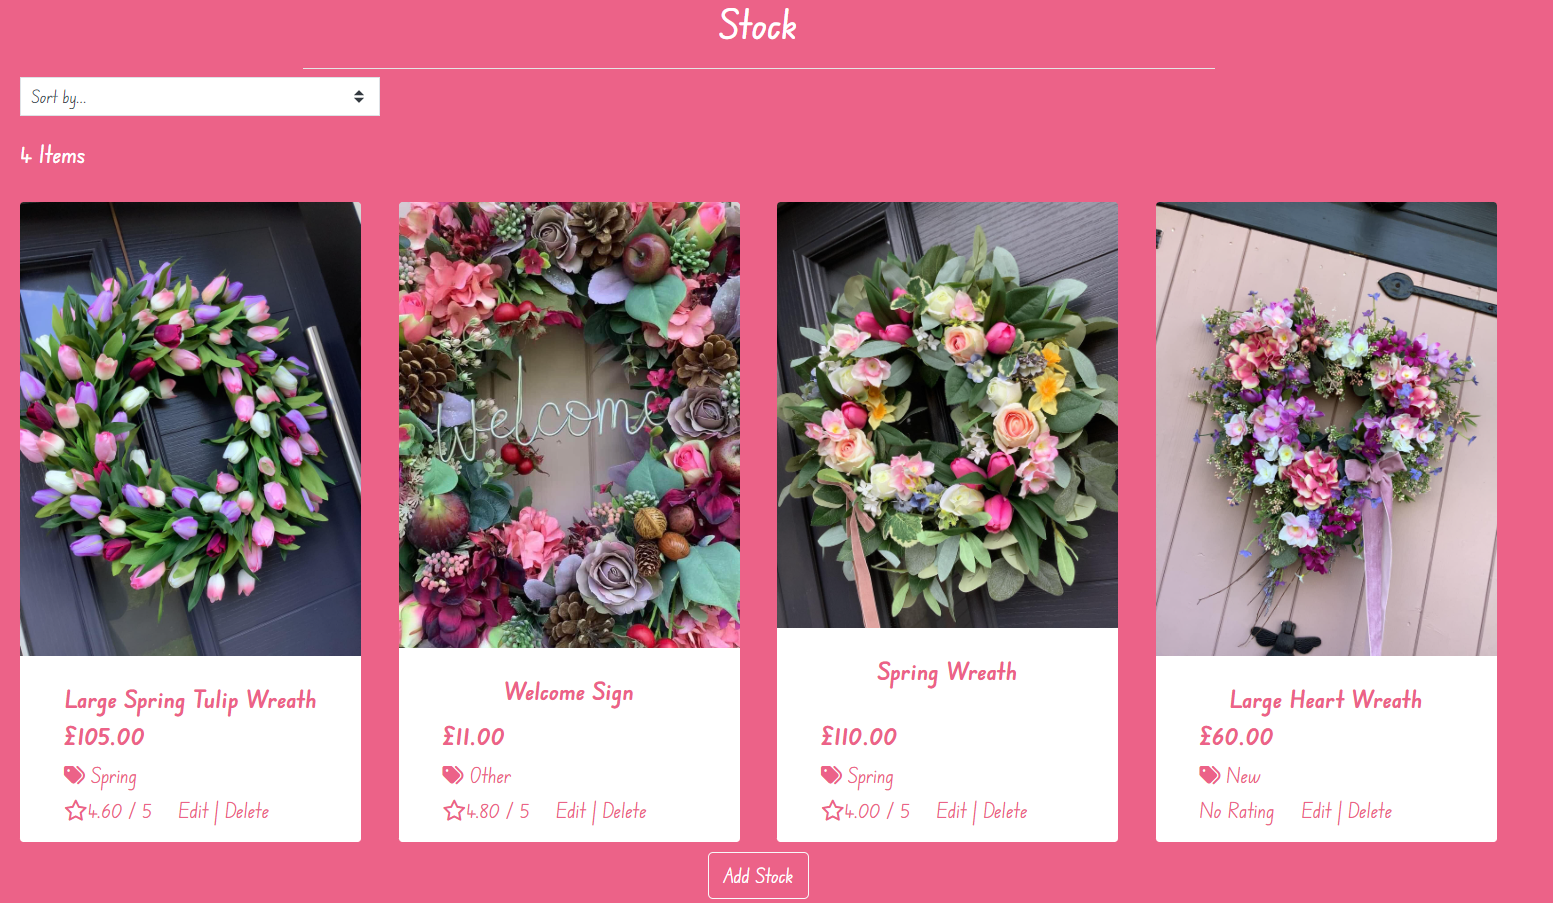 Stock
Sort by...
4 Items
welcome
Large Spring Tulip Wreath
£105.00
Spring
4.60 / 5 Edit | Delete
Welcome Sign
£11.00
Other
4.80 / 5 Edit | Delete
Spring Wreath
£110.00
Spring
4.00 / 5 Edit | Delete
Large Heart Wreath
£60.00
New
No Rating Edit | Delete
Add Stock